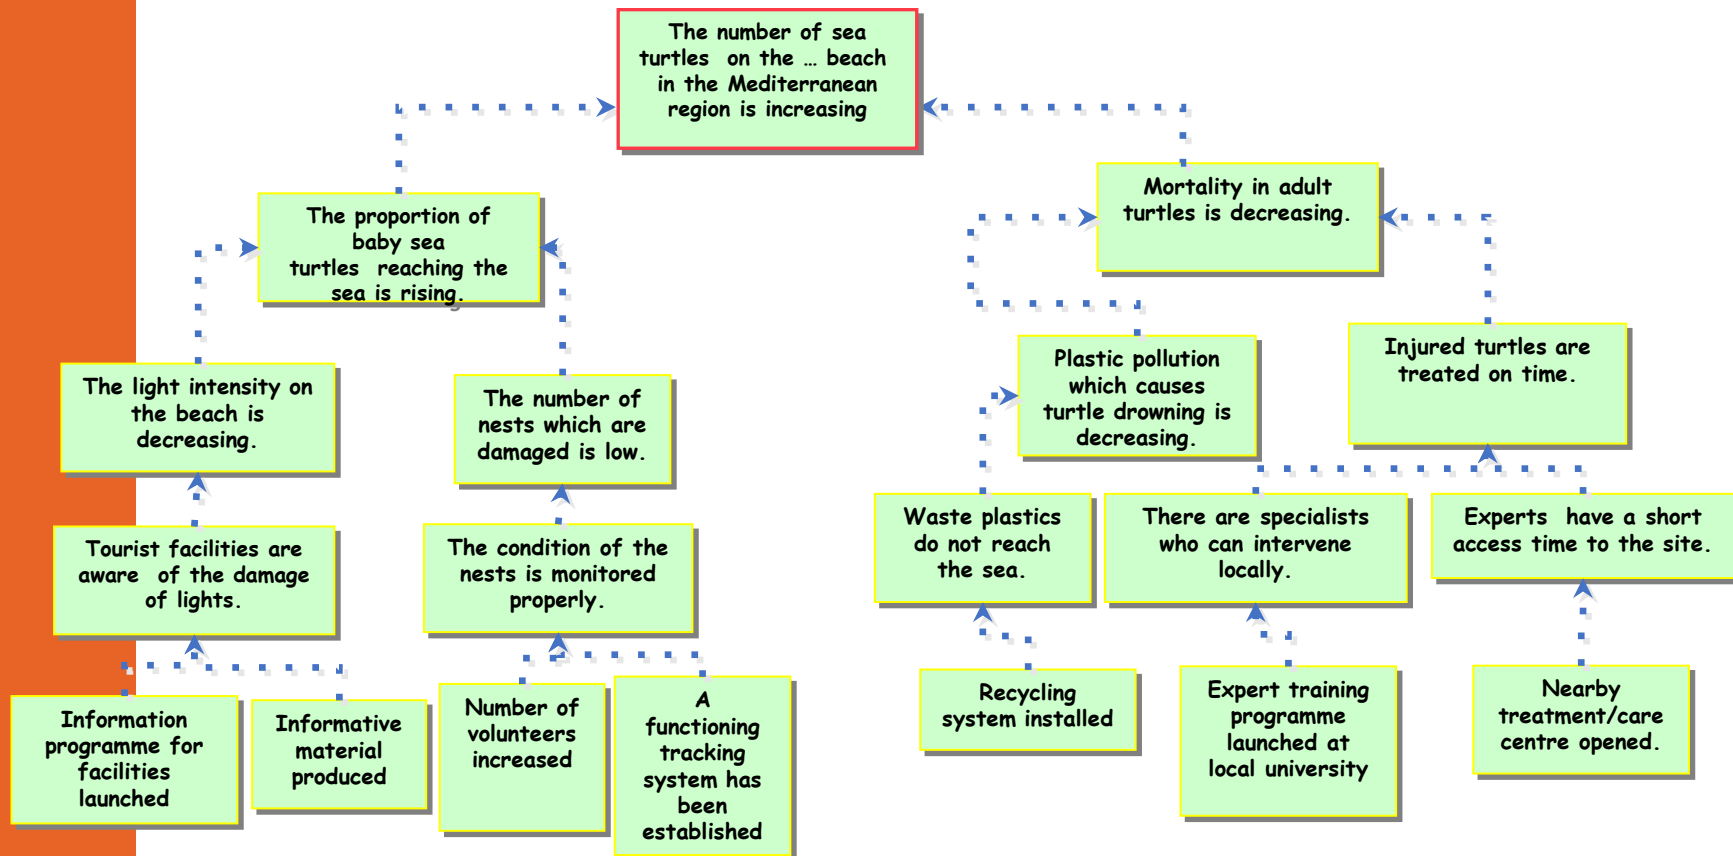 The number of sea
turtles on the … beach
in the Mediterranean
region is increasing
Mortality in adult
turtles is decreasing.
The proportion of
baby sea
turtles reaching the
sea is rising.
Injured turtles are
treated on time.
Plastic pollution
which causes
turtle drowning is
decreasing.
The light intensity on
the beach is
decreasing.
The number of
nests which are
damaged is low.
Waste plastics
do not reach
the sea.
There are specialists
who can intervene
locally.
Experts have a short
access time to the site.
Tourist facilities are
aware of the damage
of lights.
The condition of the
nests is monitored
properly.
Information
programme for
facilities
launched
Informative
material
produced
Number of
volunteers
increased
A
functioning
tracking
system has
been
established
Recycling
system installed
Expert training
programme
launched at
local university
Nearby
treatment/care
centre opened.